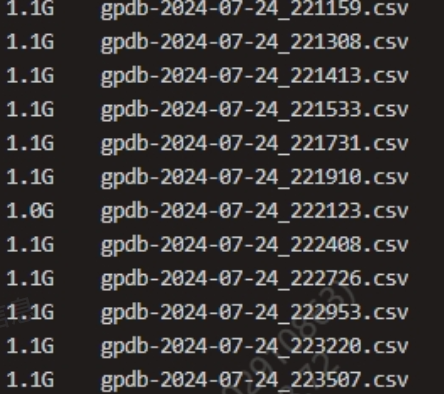 1.1G gpdb-2024-07-24_221159.csv
1.1G gpdb-2024-07-24_221308.csv
1.1G gpdb-2024-07-24_221413.csv
1.1G gpdb-2024-07-24_221533.csv
1.1G gpdb-2024-07-24_221731.csv
1.1G gpdb-2024-07-24_221910.csv
1.0G gpdb-2024-07-24_222123.csv
1.1G gpdb-2024-07-24_222408.csv
1.1G gpdb-2024-07-24_222726.csv
1.1G gpdb-2024-07-24_222953.csv
1.1G gpdb-2024-07-24_223220.csv
1.1G gpdb-2024-07-24_223507.csv